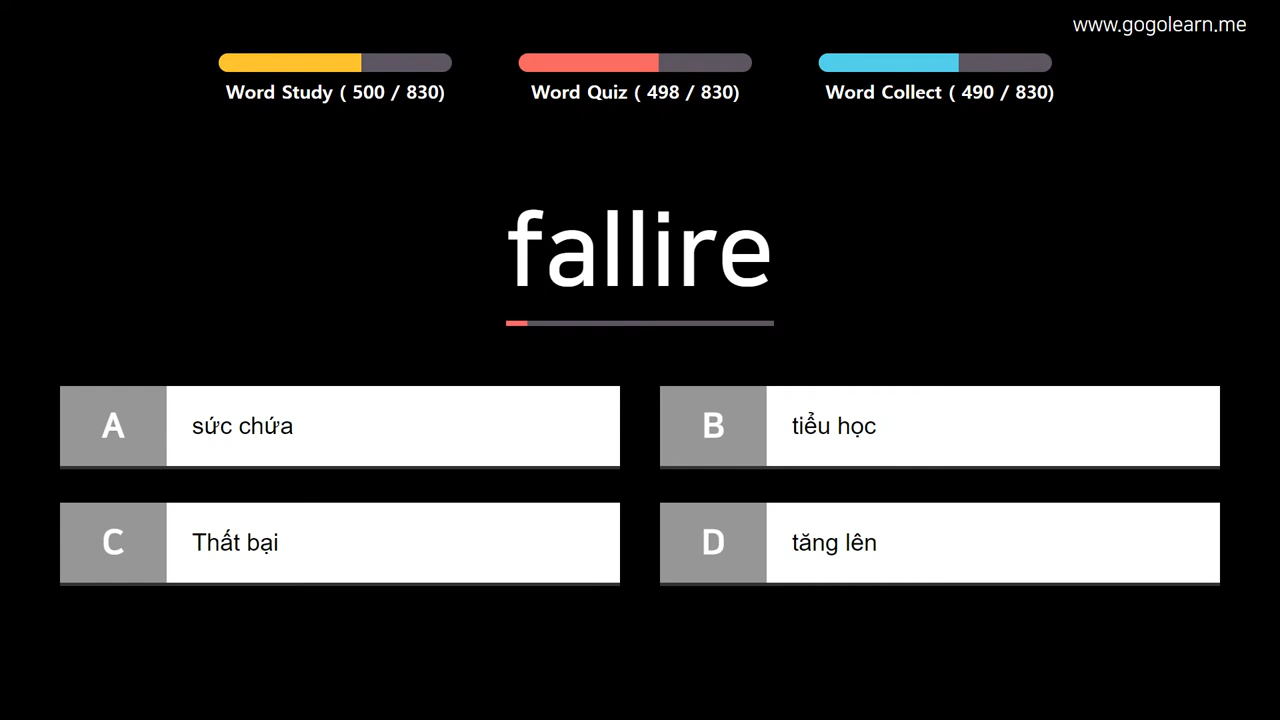 www.gogolearn.me
Word Study ( 500 / 830)
Word Quiz ( 498 / 830)
Word Collect ( 490 / 830)
fallire
A
sức chứa
B
tiểu học
C
Thất bại
D
tăng lên